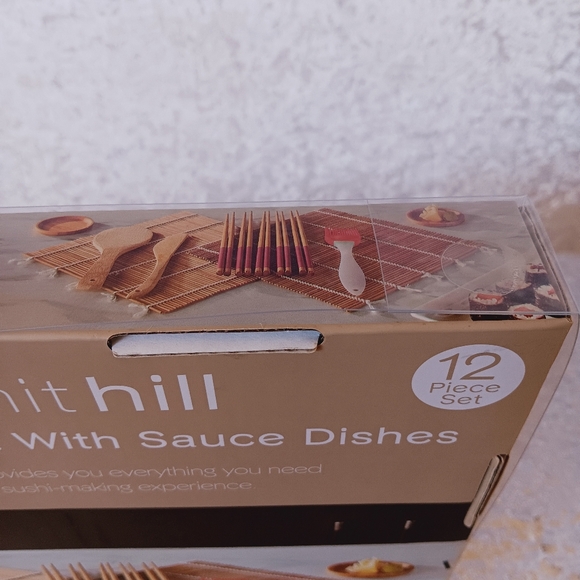 hit hill
With Sauce Dishes
ovides you everything you need
sushi-making experience.
12
Piece
Set